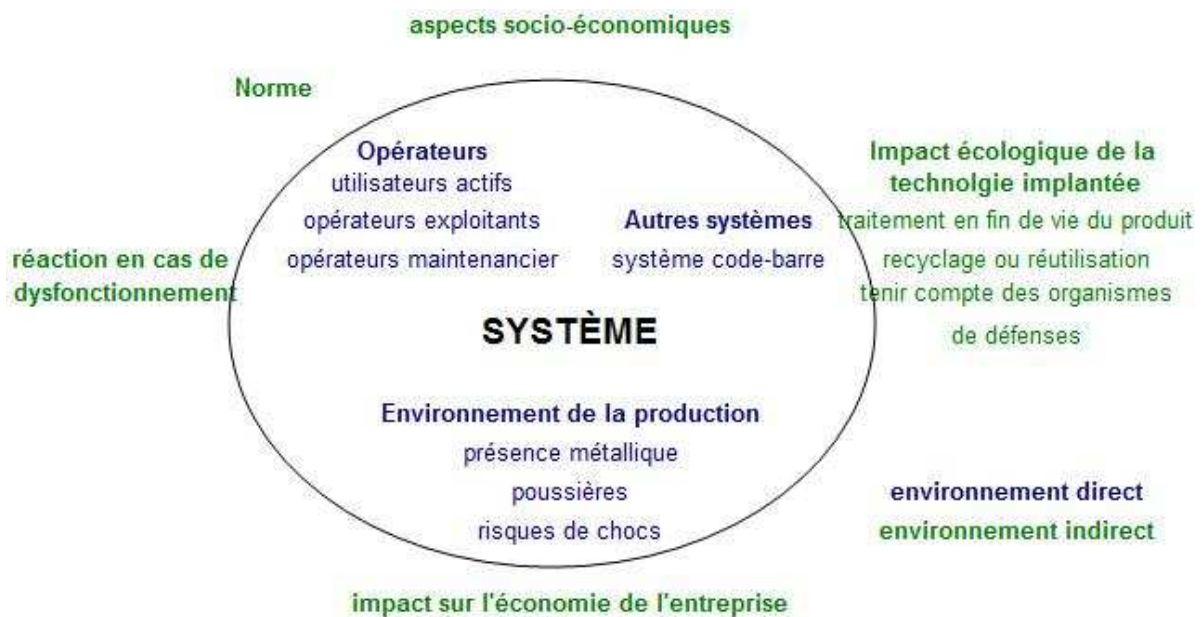 aspects socio-économiques
Norme
Opérateurs
utilisateurs actifs
opérateurs exploitants
opérateurs maintenancier
Autres systèmes
système code-barre
Impact écologique de la
technolgie implantée
traitement en fin de vie du produit
recyclage ou réutilisation
tenir compte des organismes
de défenses
réaction en cas de
dysfonctionnement
SYSTÈME
Environnement de la production
présence métallique
poussières
risques de chocs
environnement direct
environnement indirect
impact sur l'économie de l'entreprise